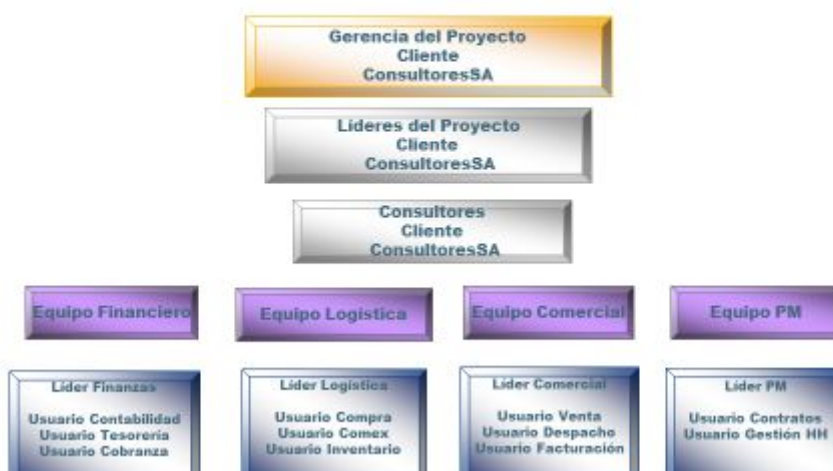 Gerencia del Proyecto
Cliente
ConsultoresSA
Líderes del Proyecto
Cliente
ConsultoresSA
Consultores
Cliente
ConsultoresSA
Equipo Financiero
Equipo Logística
Equipo Comercial
Equipo PM
Líder Finanzas
Usuario Contabilidad
Usuario Tesorería
Usuario Cobranza
Líder Logística
Usuario Compra
Usuario Comex
Usuario Inventario
Líder Comercial
Usuario Venta
Usuario Despacho
Usuario Facturación
Líder PM
Usuario Contratos
Usuario Gestión HH